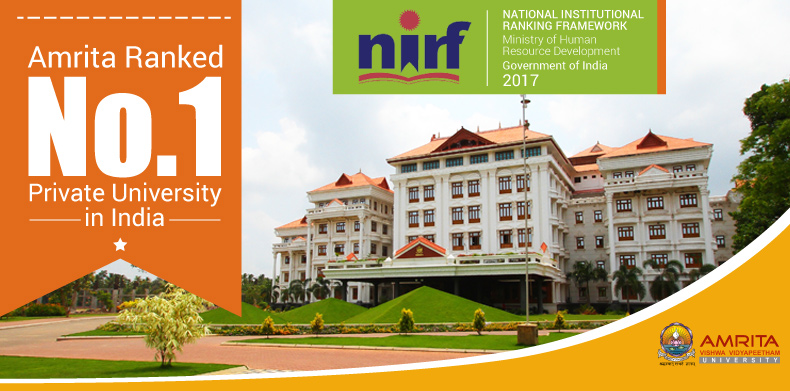 Amrita Ranked
No.1
Private University
in India
nirf
NATIONAL INSTITUTIONAL
RANKING FRAMEWORK
Ministry of Human
Resource Development
Government of India
2017
AMRITA
VISHWA VIDYAPEETHAM
UNIVERSITY